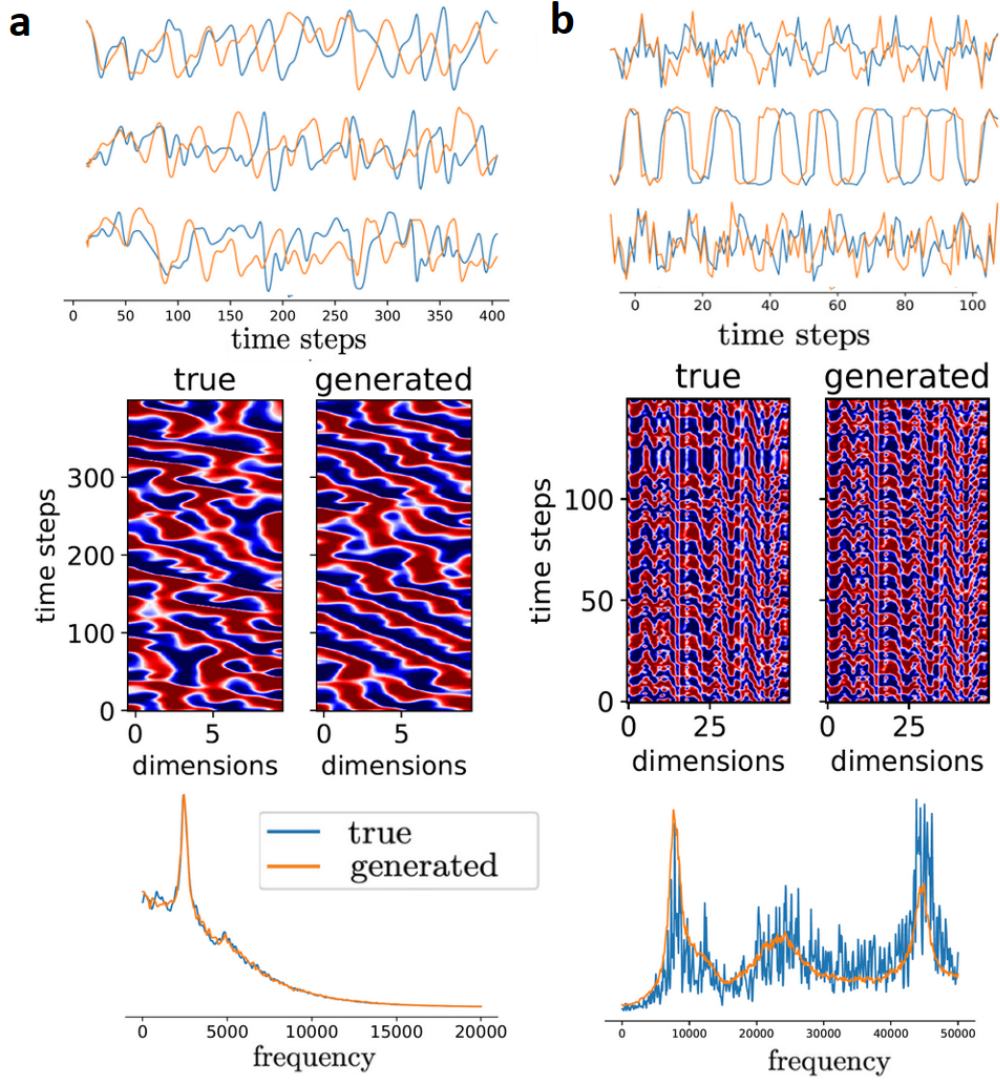 a
0 50 100 150 200 250 300 350 400
time steps
true generated
time steps
300
200
100
0
0 5 0 5
dimensions dimensions
true
generated
0 5000 10000 15000 20000
frequency
b
0 20 40 60 80 100
time steps
true generated
time steps
100
50
0
0 25 0 25
dimensions dimensions
0 10000 20000 30000 40000 50000
frequency